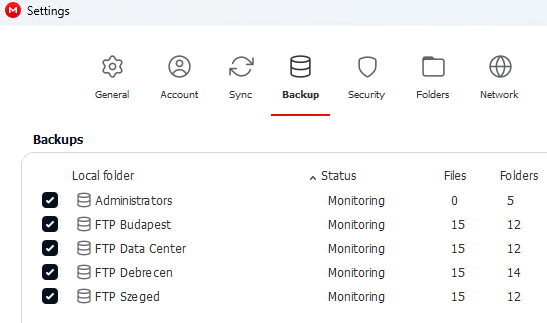 M Settings
General Account Sync Backup Security Folders Network
Backups
Local folder Status Files Folders
Administrators Monitoring 0 5
FTP Budapest Monitoring 15 12
FTP Data Center Monitoring 15 12
FTP Debrecen Monitoring 15 14
FTP Szeged Monitoring 15 12